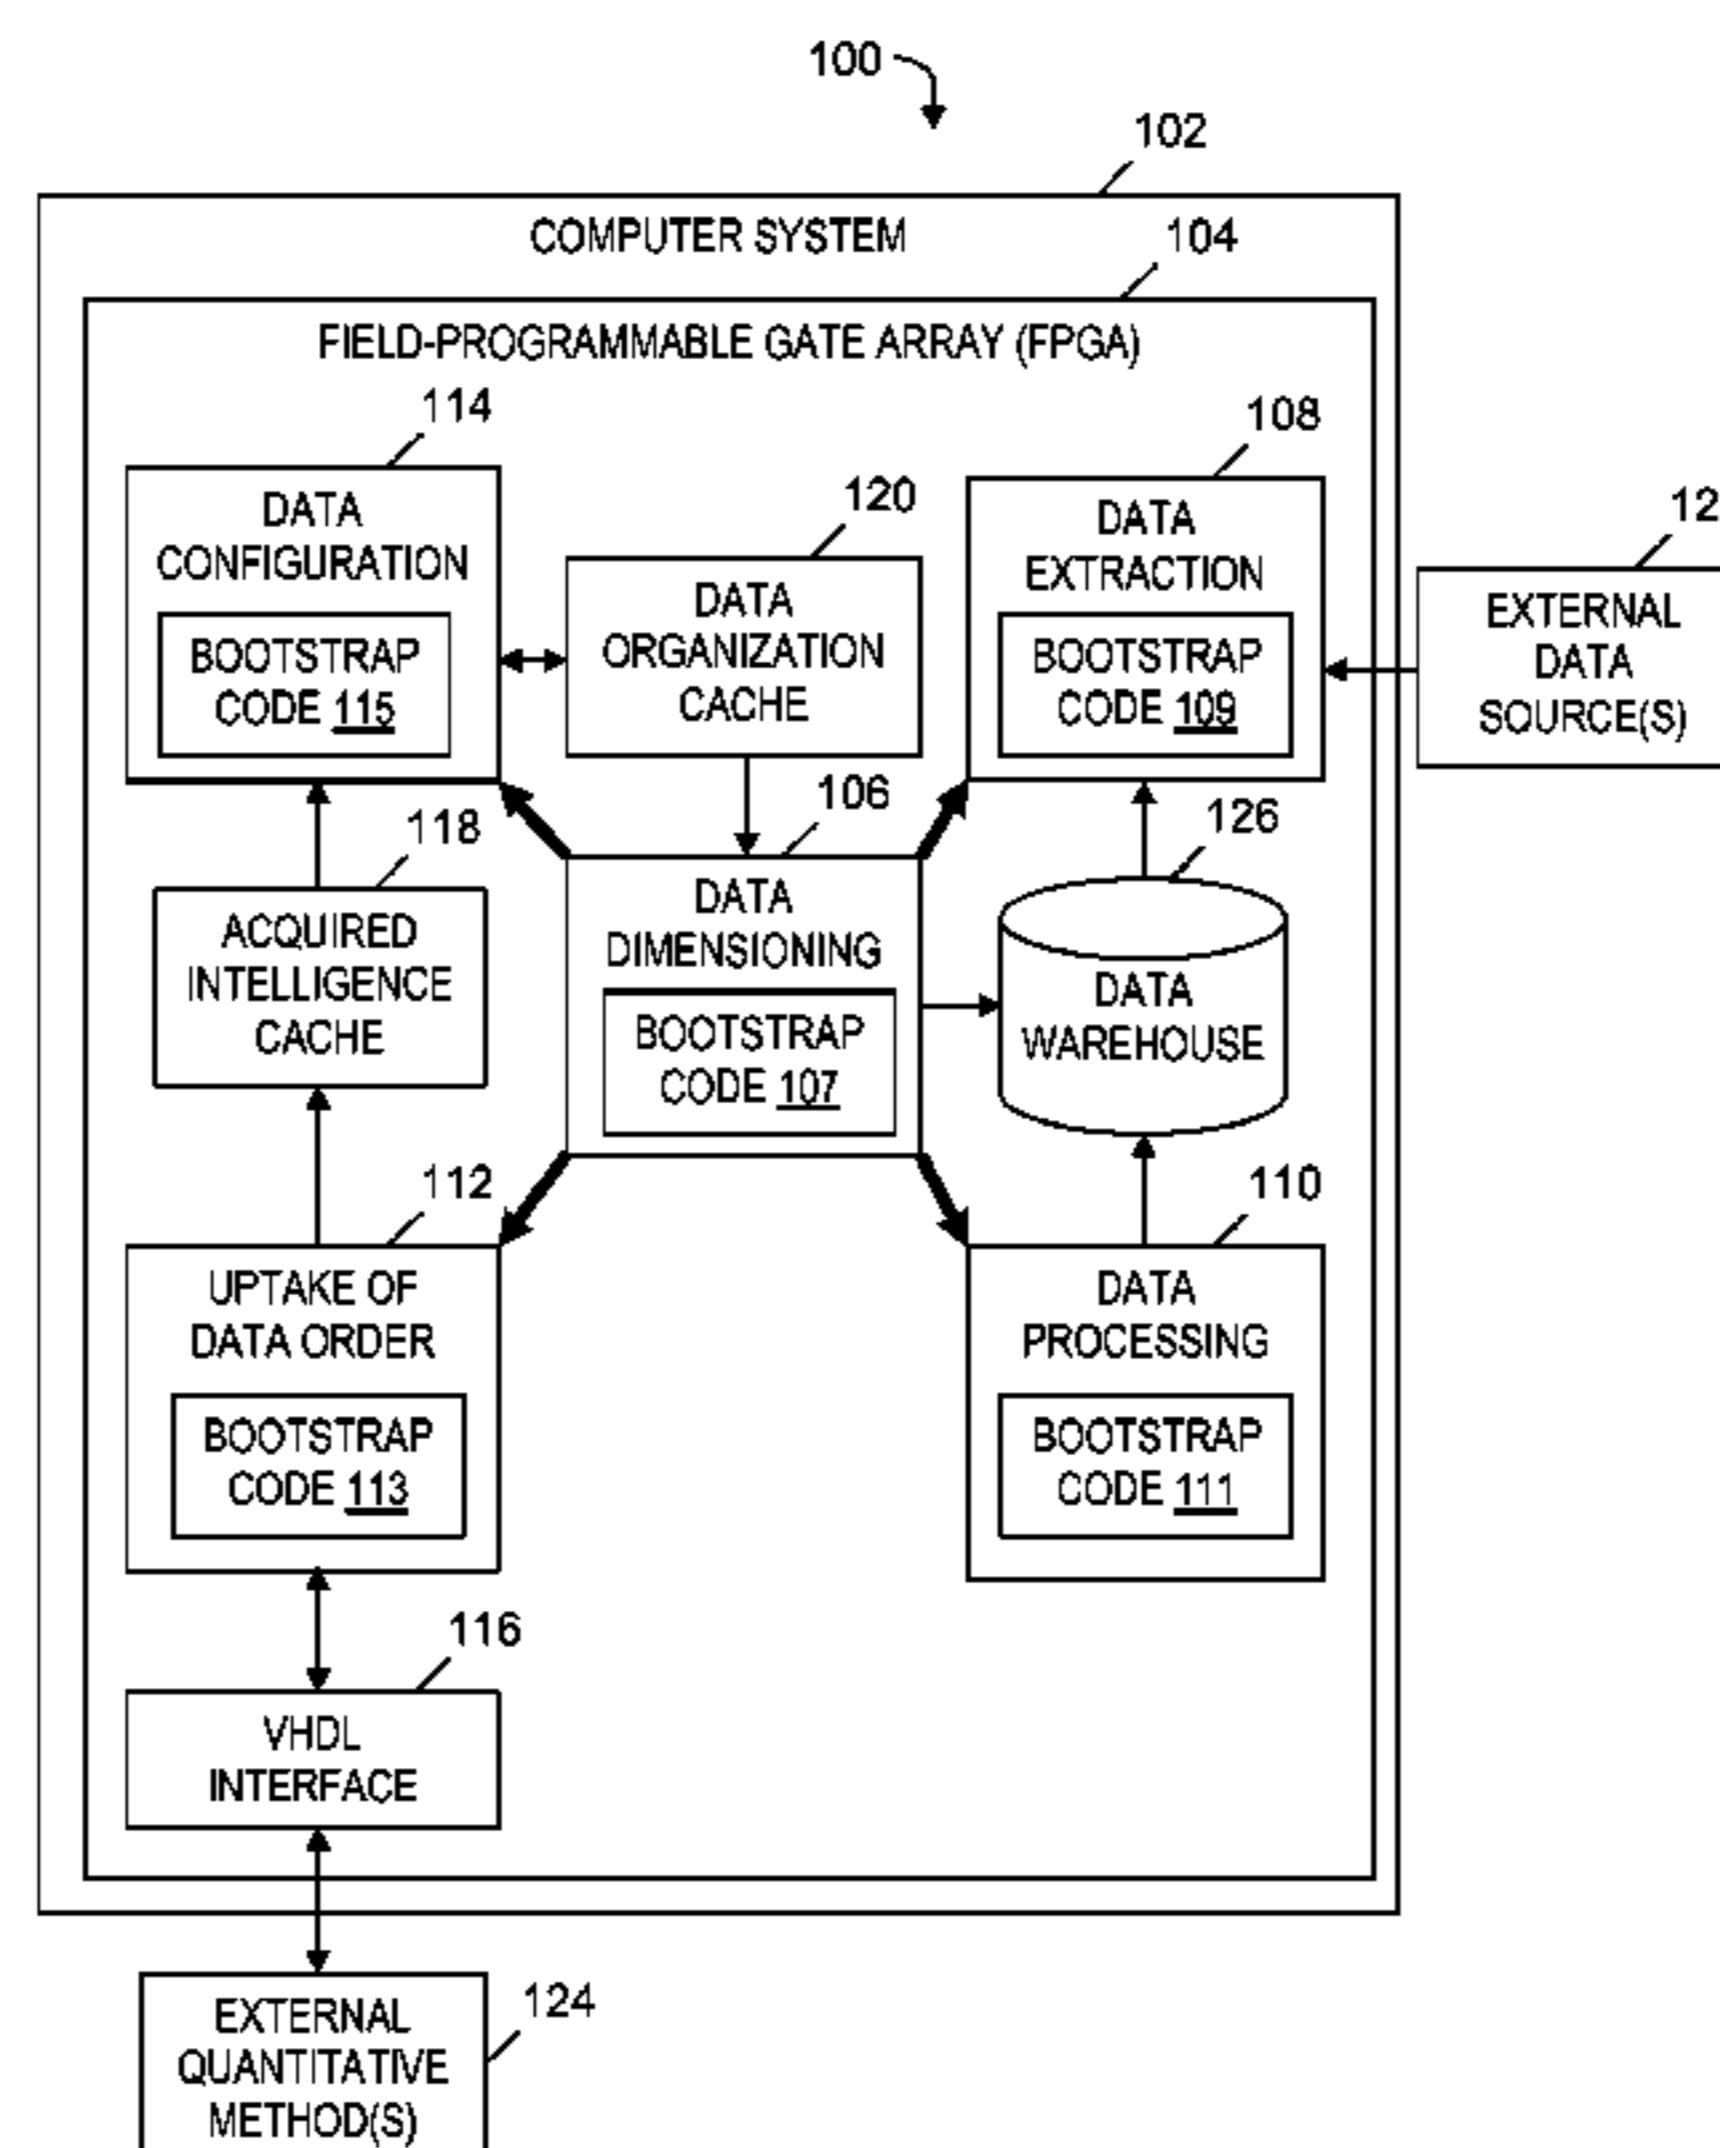 100
102
COMPUTER SYSTEM
104
FIELD-PROGRAMMABLE GATE ARRAY (FPGA)
114
DATA
CONFIGURATION
BOOTSTRAP
CODE 115
120
DATA
ORGANIZATION
CACHE
108
DATA
EXTRACTION
BOOTSTRAP
CODE 109
EXTERNAL
DATA
SOURCE(S)
118
ACQUIRED
INTELLIGENCE
CACHE
106
DATA
DIMENSIONING
BOOTSTRAP
CODE 107
126
DATA
WAREHOUSE
112
UPTAKE OF
DATA ORDER
BOOTSTRAP
CODE 113
110
DATA
PROCESSING
BOOTSTRAP
CODE 111
116
VHDL
INTERFACE
124
EXTERNAL
QUANTITATIVE
METHOD(S)